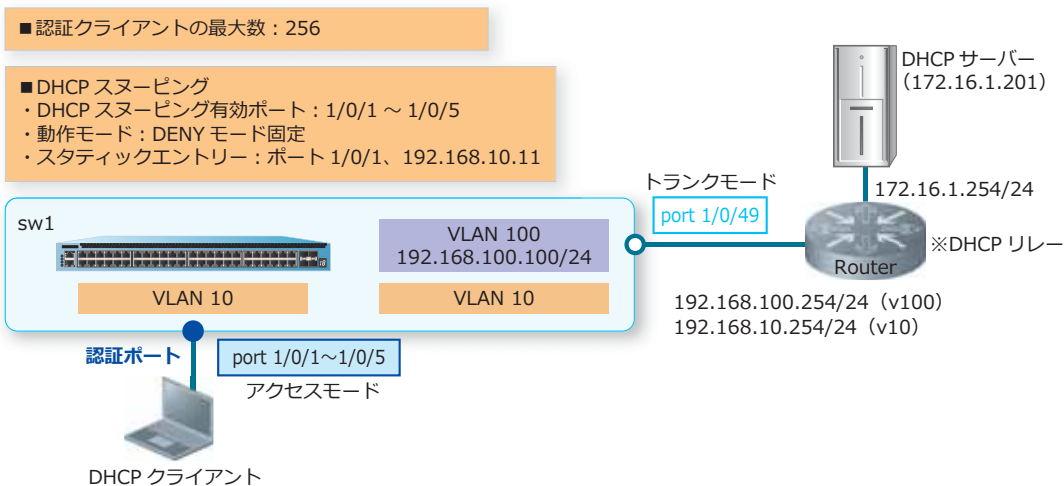 ■認証クライアントの最大数：256
■DHCP スヌーピング
・DHCP スヌーピング有効ポート：1/0/1 ～ 1/0/5
・動作モード：DENY モード固定
・スタティックエントリー：ポート 1/0/1、192.168.10.11
DHCP サーバー
（172.16.1.201）
トランクモード
172.16.1.254/24
port 1/0/49
sw1
VLAN 100
192.168.100.100/24
※DHCP リレー
Router
VLAN 10
VLAN 10
192.168.100.254/24（v100）
192.168.10.254/24（v10）
認証ポート
port 1/0/1～1/0/5
アクセスモード
DHCP クライアント